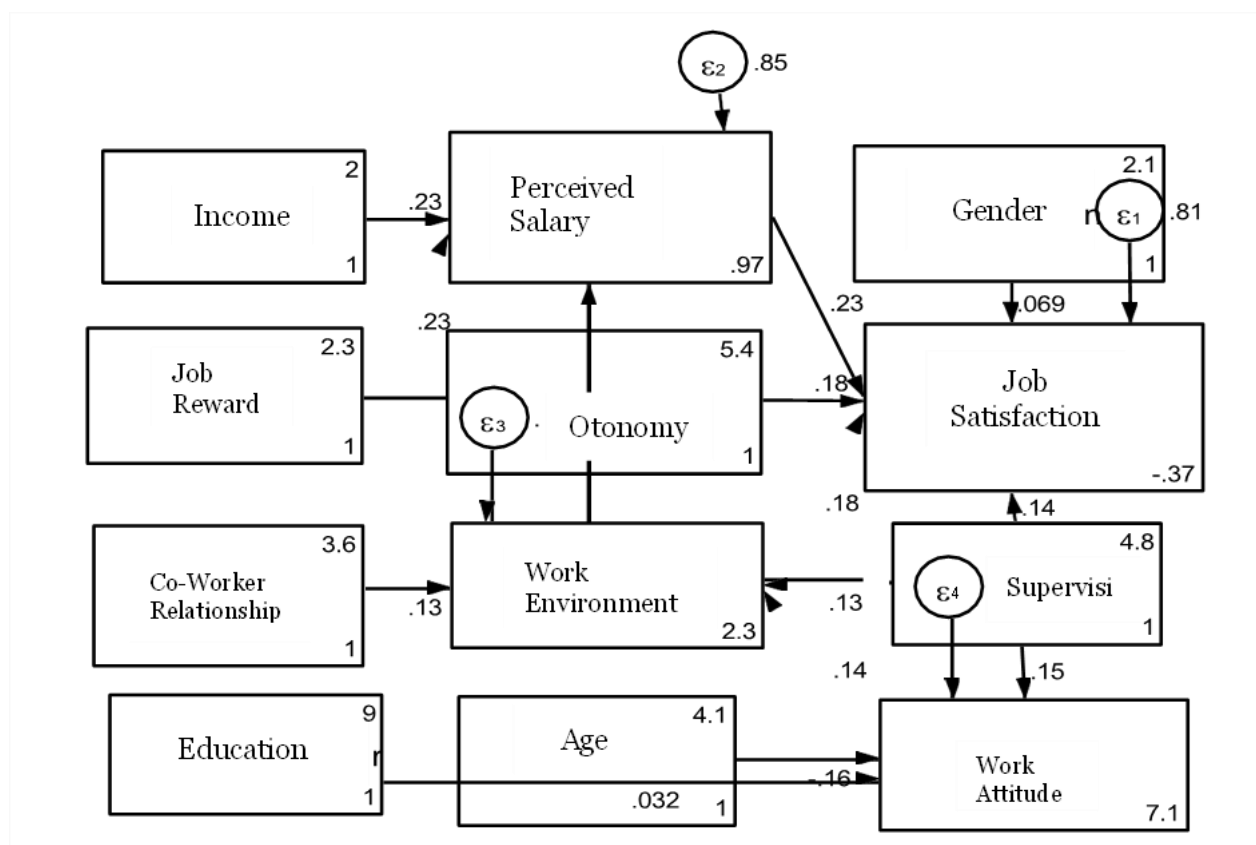 ε2 .85
2
Income
1
.23
Perceived
Salary
.97
2.1
Gender
n ε1 .81
1
.23
.069
Job
Reward
2.3
1
.23
5.4
ε3 .
Otonomy
1
.18
Job
Satisfaction
-.37
.18
.14
3.6
Co-Worker
Relationship
1
.13
Work
Environment
2.3
.13
4.8
ε4
Supervisi
1
.14
.15
9
Education
r
1
4.1
Age
.032
1
-.16
Work
Attitude
7.1